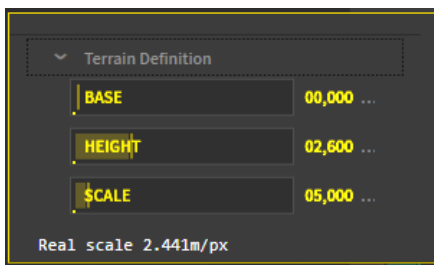 Terrain Definition
BASE 00,000 ...
HEIGHT 02,600 ...
SCALE 05,000 ...
Real scale 2.441m/px